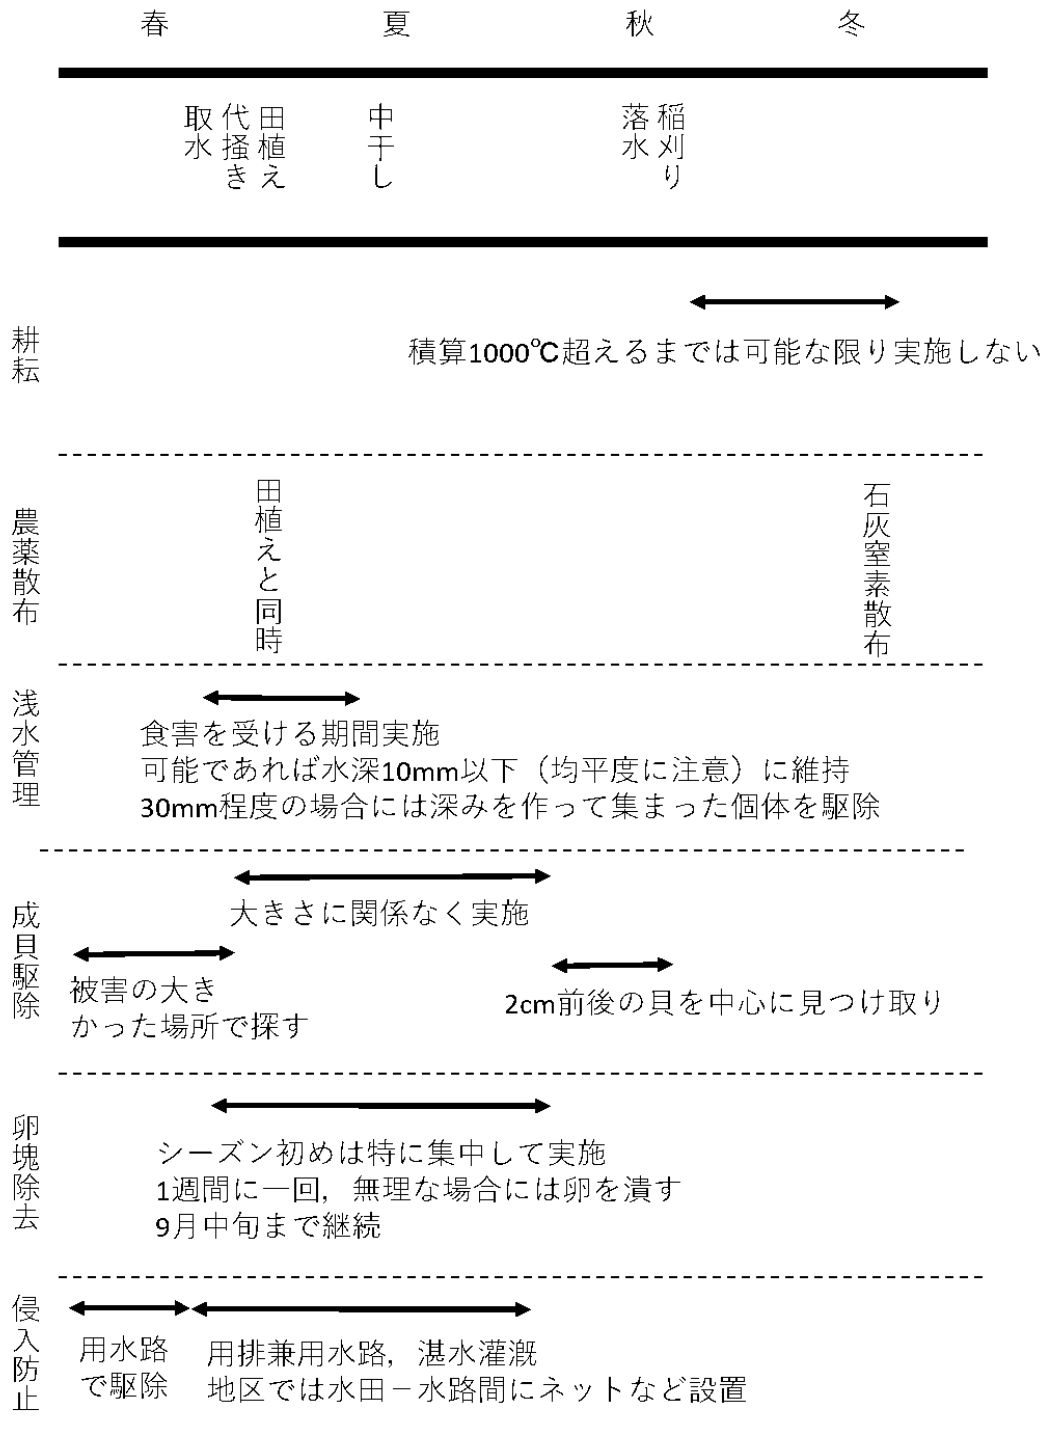 春 夏 秋 冬
取水
代掻き
田植え
中干し
落水
稲刈り
耕耘
積算1000℃超えるまでは可能な限り実施しない
農薬散布
田植えと同時
石灰窒素散布
浅水管理
食害を受ける期間実施
可能であれば水深10mm以下（均平度に注意）に維持
30mm程度の場合には深みを作って集まった個体を駆除
成貝駆除
大きさに関係なく実施
被害の大き
かった場所で探す
2cm前後の貝を中心に見つけ取り
卵塊除去
シーズン初めは特に集中して実施
1週間に一回，無理な場合には卵を潰す
9月中旬まで継続
侵入防止
用水路
で駆除
用排兼用水路，湛水灌漑
地区では水田－水路間にネットなど設置